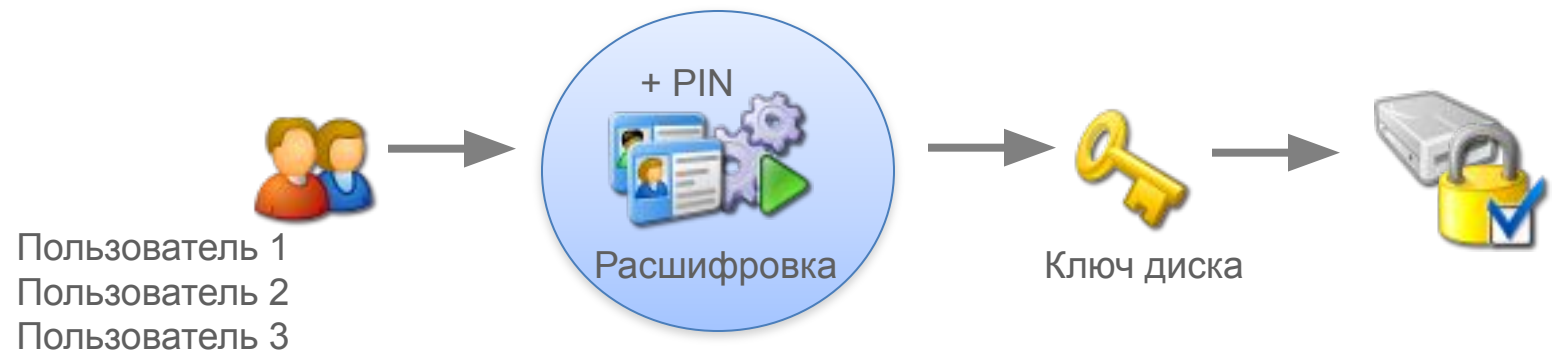 + PIN
Пользователь 1
Пользователь 2
Пользователь 3
Расшифровка
Ключ диска